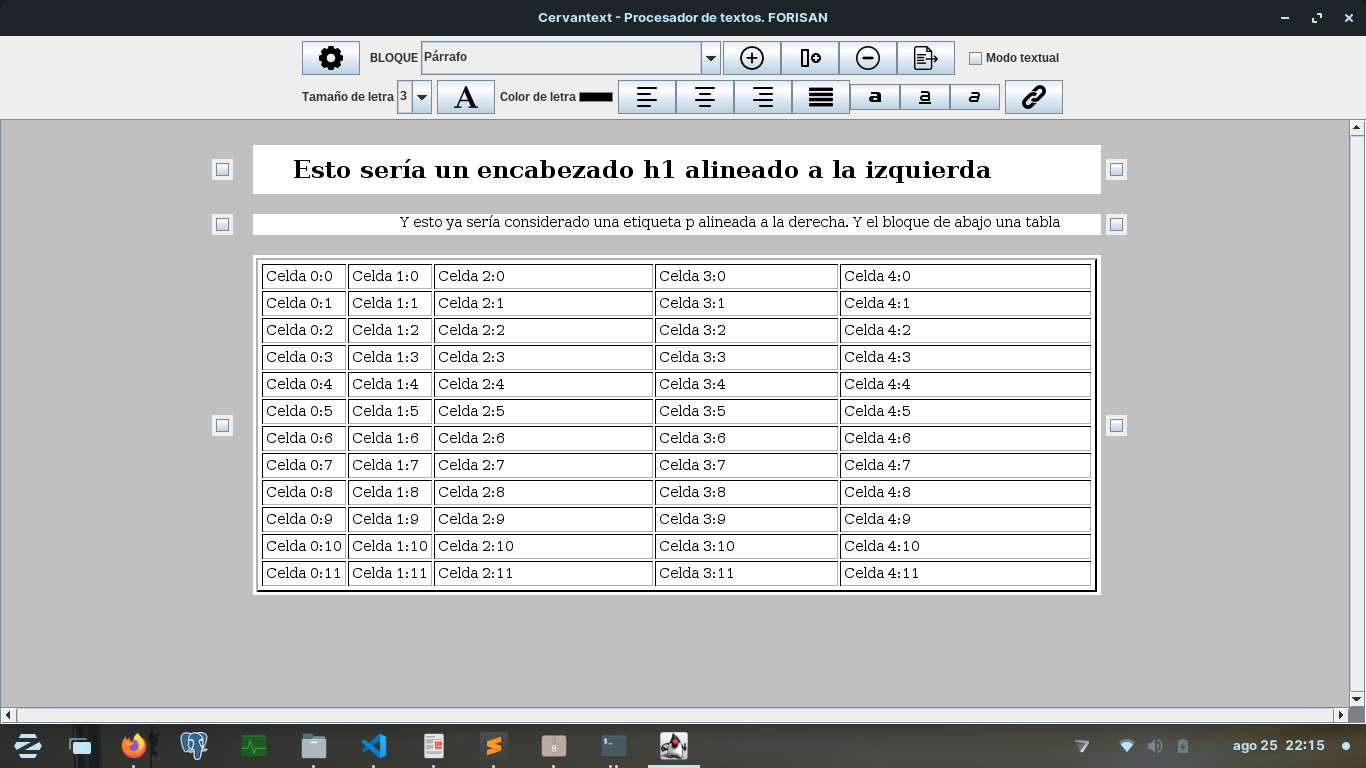 Cervantext - Procesador de textos. FORISAN
BLOQUE Párrafo Modo textual
Tamaño de letra 3 A Color de letra a a a
Esto sería un encabezado h1 alineado a la izquierda
Y esto ya sería considerado una etiqueta p alineada a la derecha. Y el bloque de abajo una tabla
Celda 0:0 Celda 1:0 Celda 2:0 Celda 3:0 Celda 4:0
Celda 0:1 Celda 1:1 Celda 2:1 Celda 3:1 Celda 4:1
Celda 0:2 Celda 1:2 Celda 2:2 Celda 3:2 Celda 4:2
Celda 0:3 Celda 1:3 Celda 2:3 Celda 3:3 Celda 4:3
Celda 0:4 Celda 1:4 Celda 2:4 Celda 3:4 Celda 4:4
Celda 0:5 Celda 1:5 Celda 2:5 Celda 3:5 Celda 4:5
Celda 0:6 Celda 1:6 Celda 2:6 Celda 3:6 Celda 4:6
Celda 0:7 Celda 1:7 Celda 2:7 Celda 3:7 Celda 4:7
Celda 0:8 Celda 1:8 Celda 2:8 Celda 3:8 Celda 4:8
Celda 0:9 Celda 1:9 Celda 2:9 Celda 3:9 Celda 4:9
Celda 0:10 Celda 1:10 Celda 2:10 Celda 3:10 Celda 4:10
Celda 0:11 Celda 1:11 Celda 2:11 Celda 3:11 Celda 4:11
ago 25 22:15